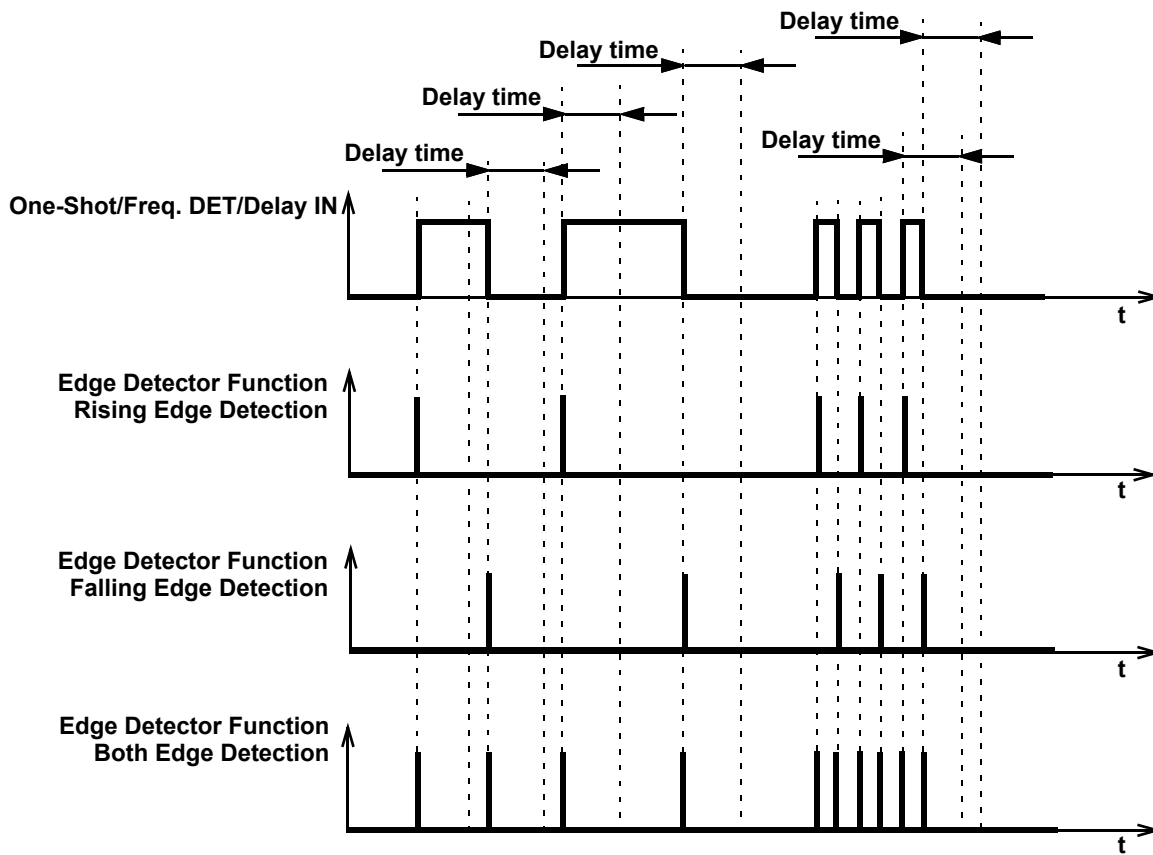 Delay time
Delay time
Delay time
Delay time
Delay time
One-Shot/Freq. DET/Delay IN
t
Edge Detector Function
Rising Edge Detection
t
Edge Detector Function
Falling Edge Detection
t
Edge Detector Function
Both Edge Detection
t